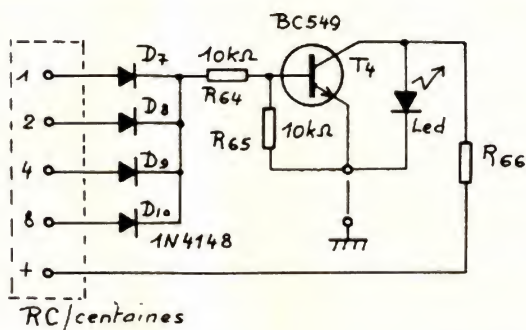 BC549
1
D7
10kΩ
T4
2
D8
R64
Led
4
D9
R65
10kΩ
R66
8
D10
1N4148
+
RC/centaines